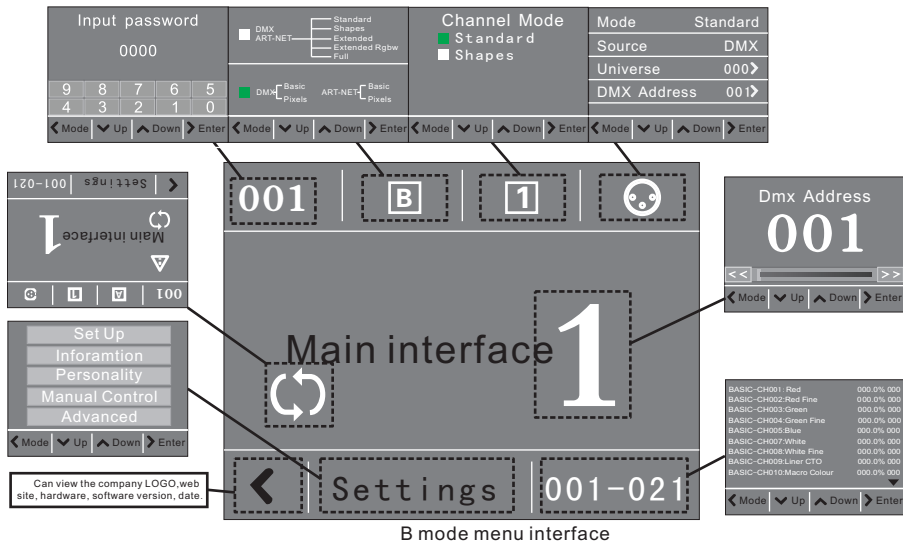 Input password
0000
9 8 7 6 5
4 3 2 1 0
Mode Up Down Enter
DMX
ART-NET
Standard
Shapes
Extended
Extended Rgbw
Full
DMX
Basic
Pixels
ART-NET
Basic
Pixels
Mode Up Down Enter
Channel Mode
Standard
Shapes
Mode Up Down Enter
Mode Standard
Source DMX
Universe 000
DMX Address 001
Mode Up Down Enter
001 B 1
Main interface
1
Settings
001-021
001 A 1
Main interface
1
Settings 001-021
Set Up
Inforamtion
Personality
Manual Control
Advanced
Mode Up Down Enter
Can view the company LOGO,web
site, hardware, software version, date.
Dmx Address
001
<< >>
Mode Up Down Enter
BASIC-CH001: Red 000.0% 000
BASIC-CH002:Red Fine 000.0% 000
BASIC-CH003:Green 000.0% 000
BASIC-CH004:Green Fine 000.0% 000
BASIC-CH005:Blue 000.0% 000
BASIC-CH007:White 000.0% 000
BASIC-CH008:White Fine 000.0% 000
BASIC-CH009:Liner CTO 000.0% 000
BASIC-CH010:Macro Colour 000.0% 000
Mode Up Down Enter
B mode menu interface